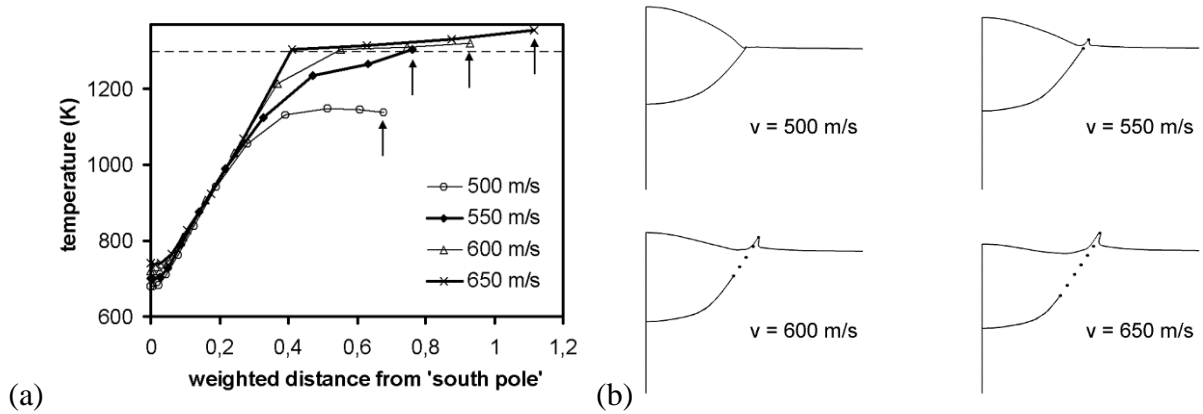 1200
1000
800
600
temperature (K)
500 m/s
550 m/s
600 m/s
650 m/s
0 0,2 0,4 0,6 0,8 1 1,2
weighted distance from 'south pole'
(a)
v = 500 m/s
v = 550 m/s
v = 600 m/s
v = 650 m/s
(b)